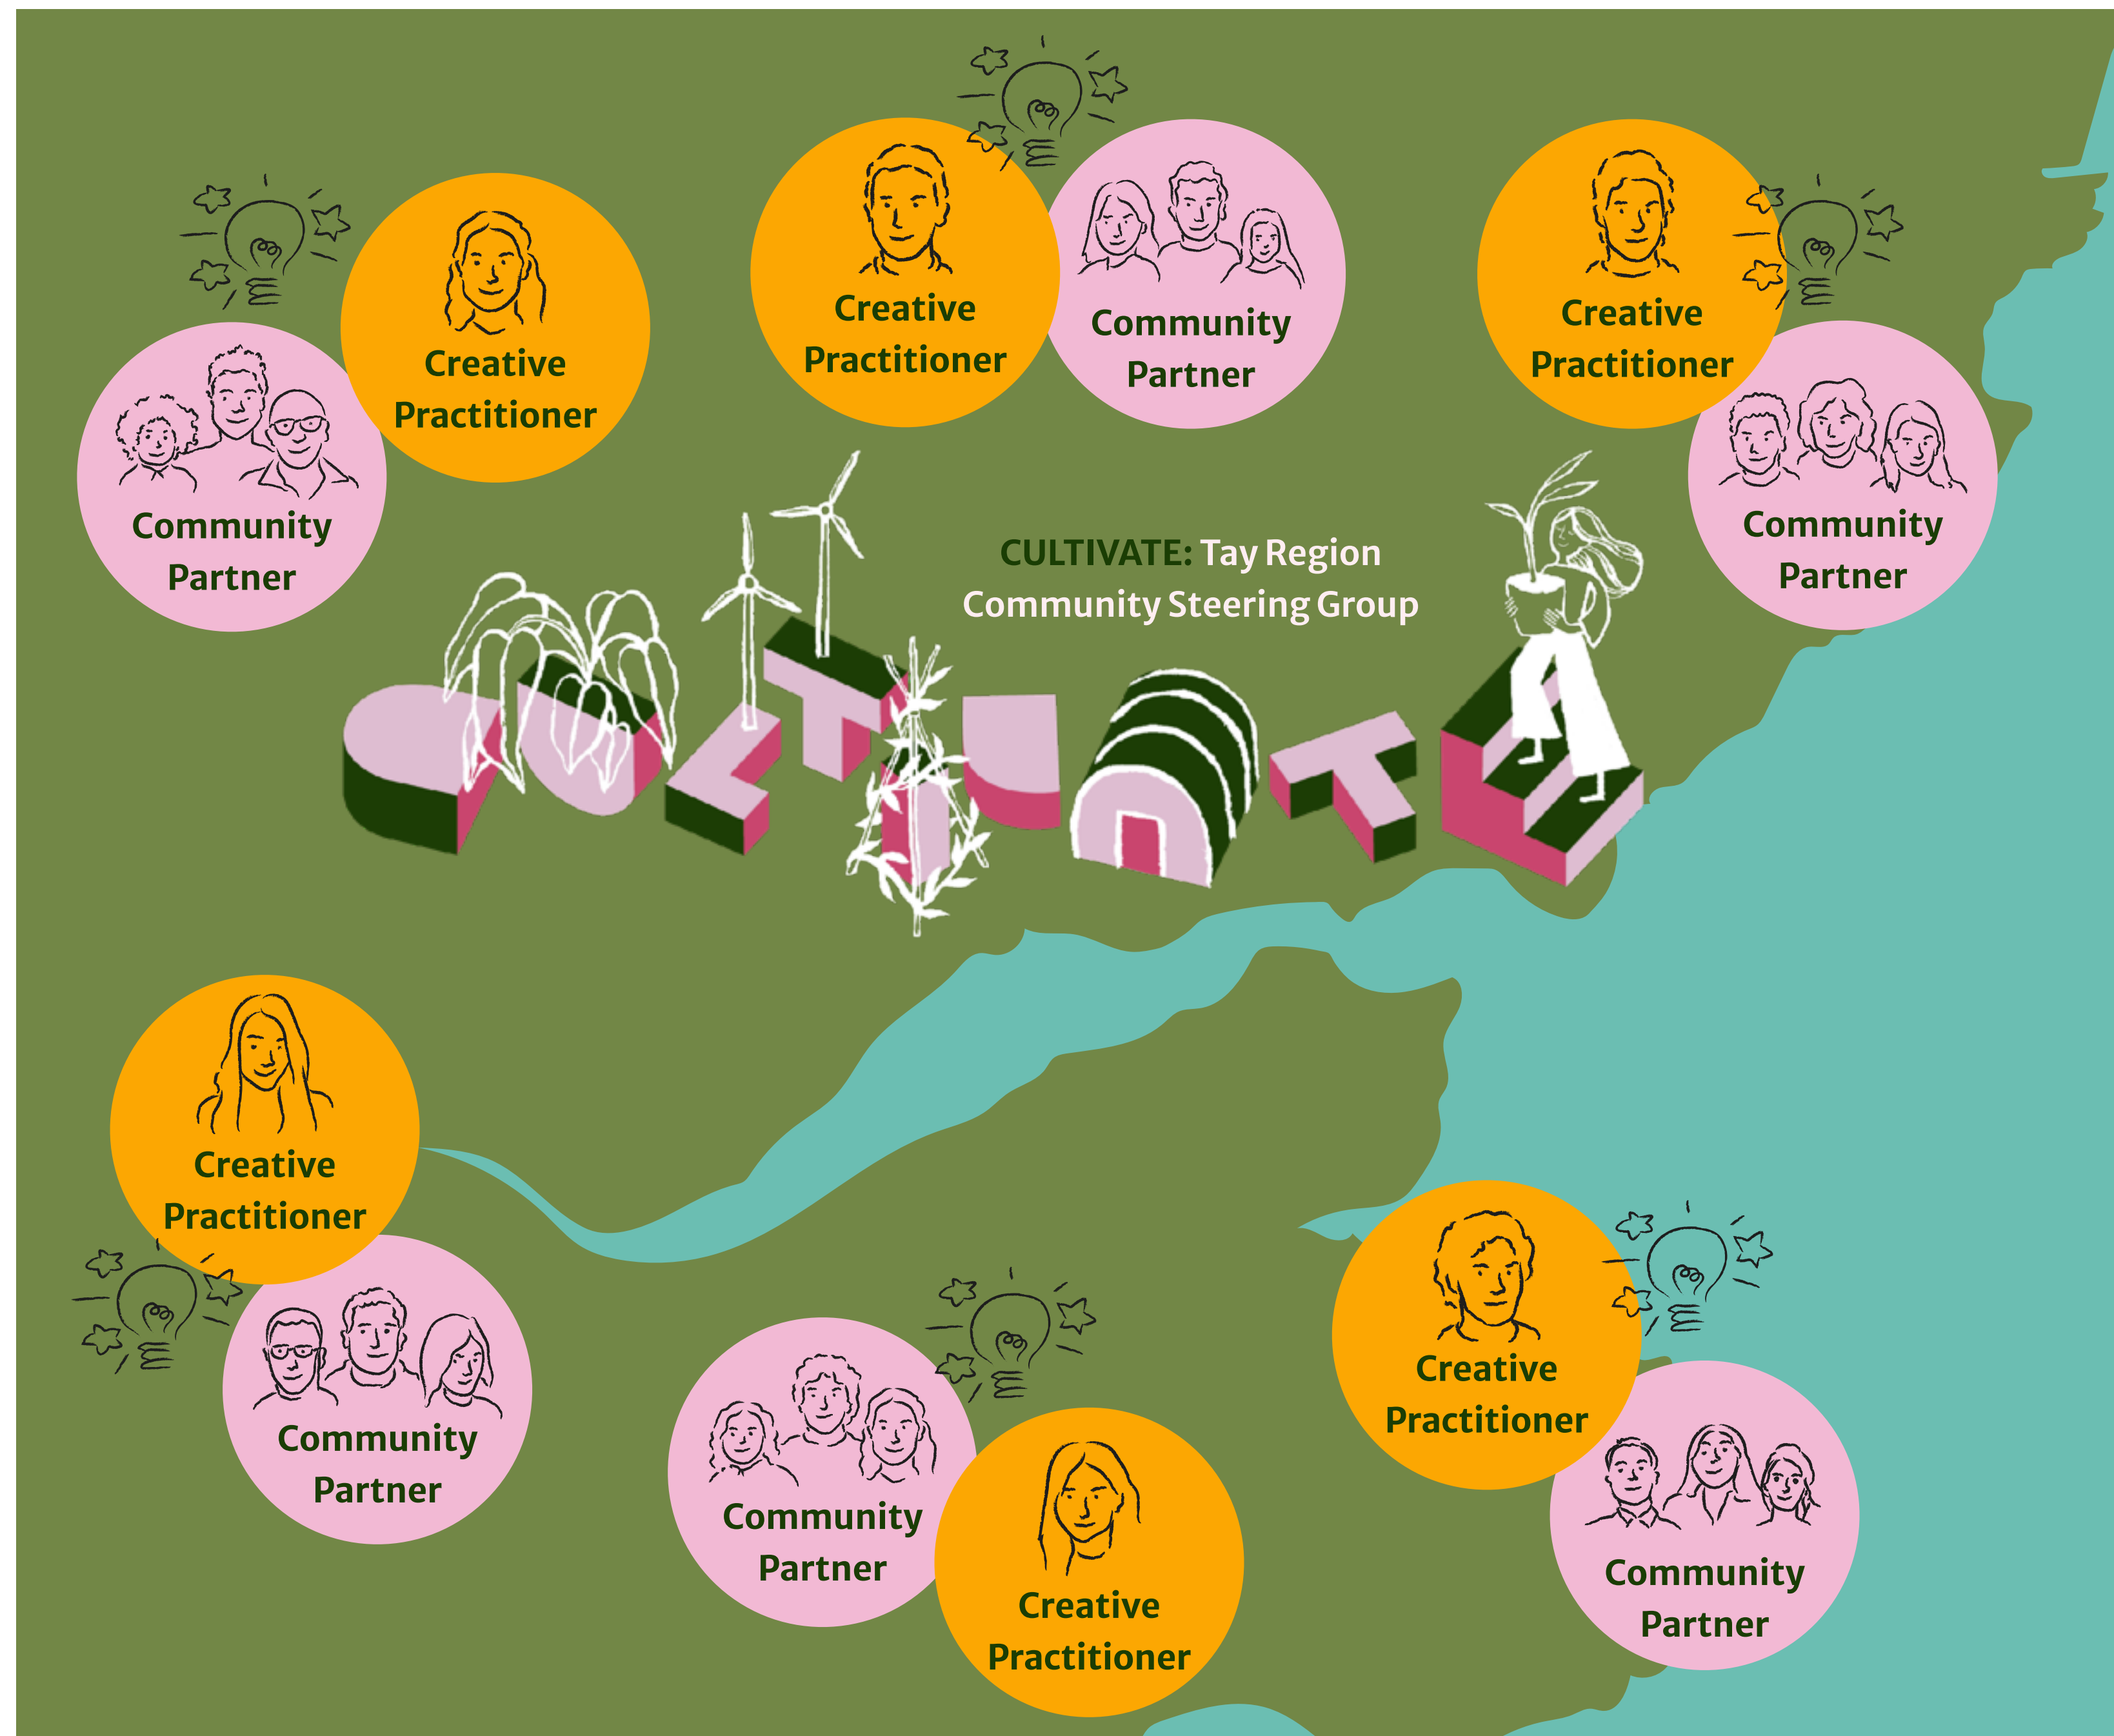 Creative
Practitioner
Community
Partner
Creative
Practitioner
Community
Partner
Creative
Practitioner
Community
Partner
CULTIVATE: Tay Region
Community Steering Group
CULTIVATE
Creative
Practitioner
Community
Partner
Community
Partner
Creative
Practitioner
Creative
Practitioner
Community
Partner